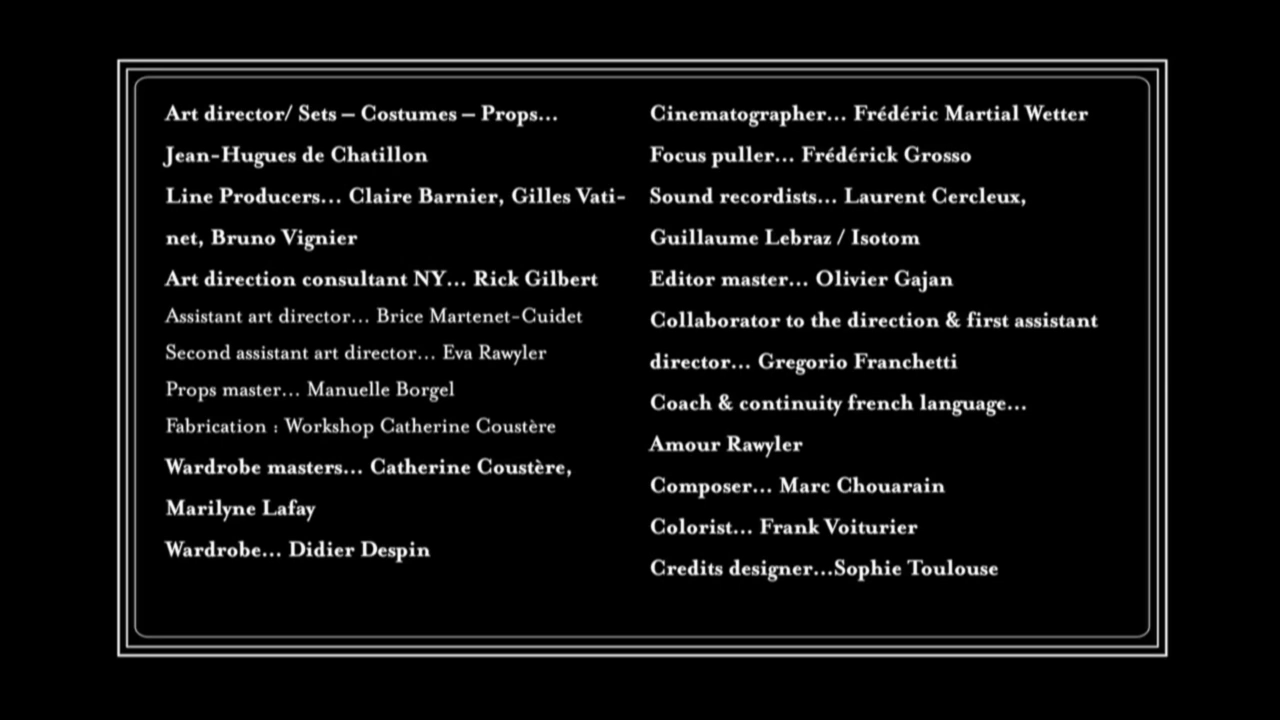 Art director/ Sets – Costumes – Props...
Jean-Hugues de Chatillon
Line Producers... Claire Barnier, Gilles Vati-
net, Bruno Vignier
Art direction consultant NY... Rick Gilbert
Assistant art director... Brice Martenet-Cuidet
Second assistant art director... Eva Rawyler
Props master... Manuelle Borgel
Fabrication : Workshop Catherine Coustère
Wardrobe masters... Catherine Coustère,
Marilyne Lafay
Wardrobe... Didier Despin
Cinematographer... Frédéric Martial Wetter
Focus puller... Frédérick Grosso
Sound recordists... Laurent Cercleux,
Guillaume Lebraz / Isotom
Editor master... Olivier Gajan
Collaborator to the direction & first assistant
director... Gregorio Franchetti
Coach & continuity french language...
Amour Rawyler
Composer... Marc Chouarain
Colorist... Frank Voiturier
Credits designer...Sophie Toulouse